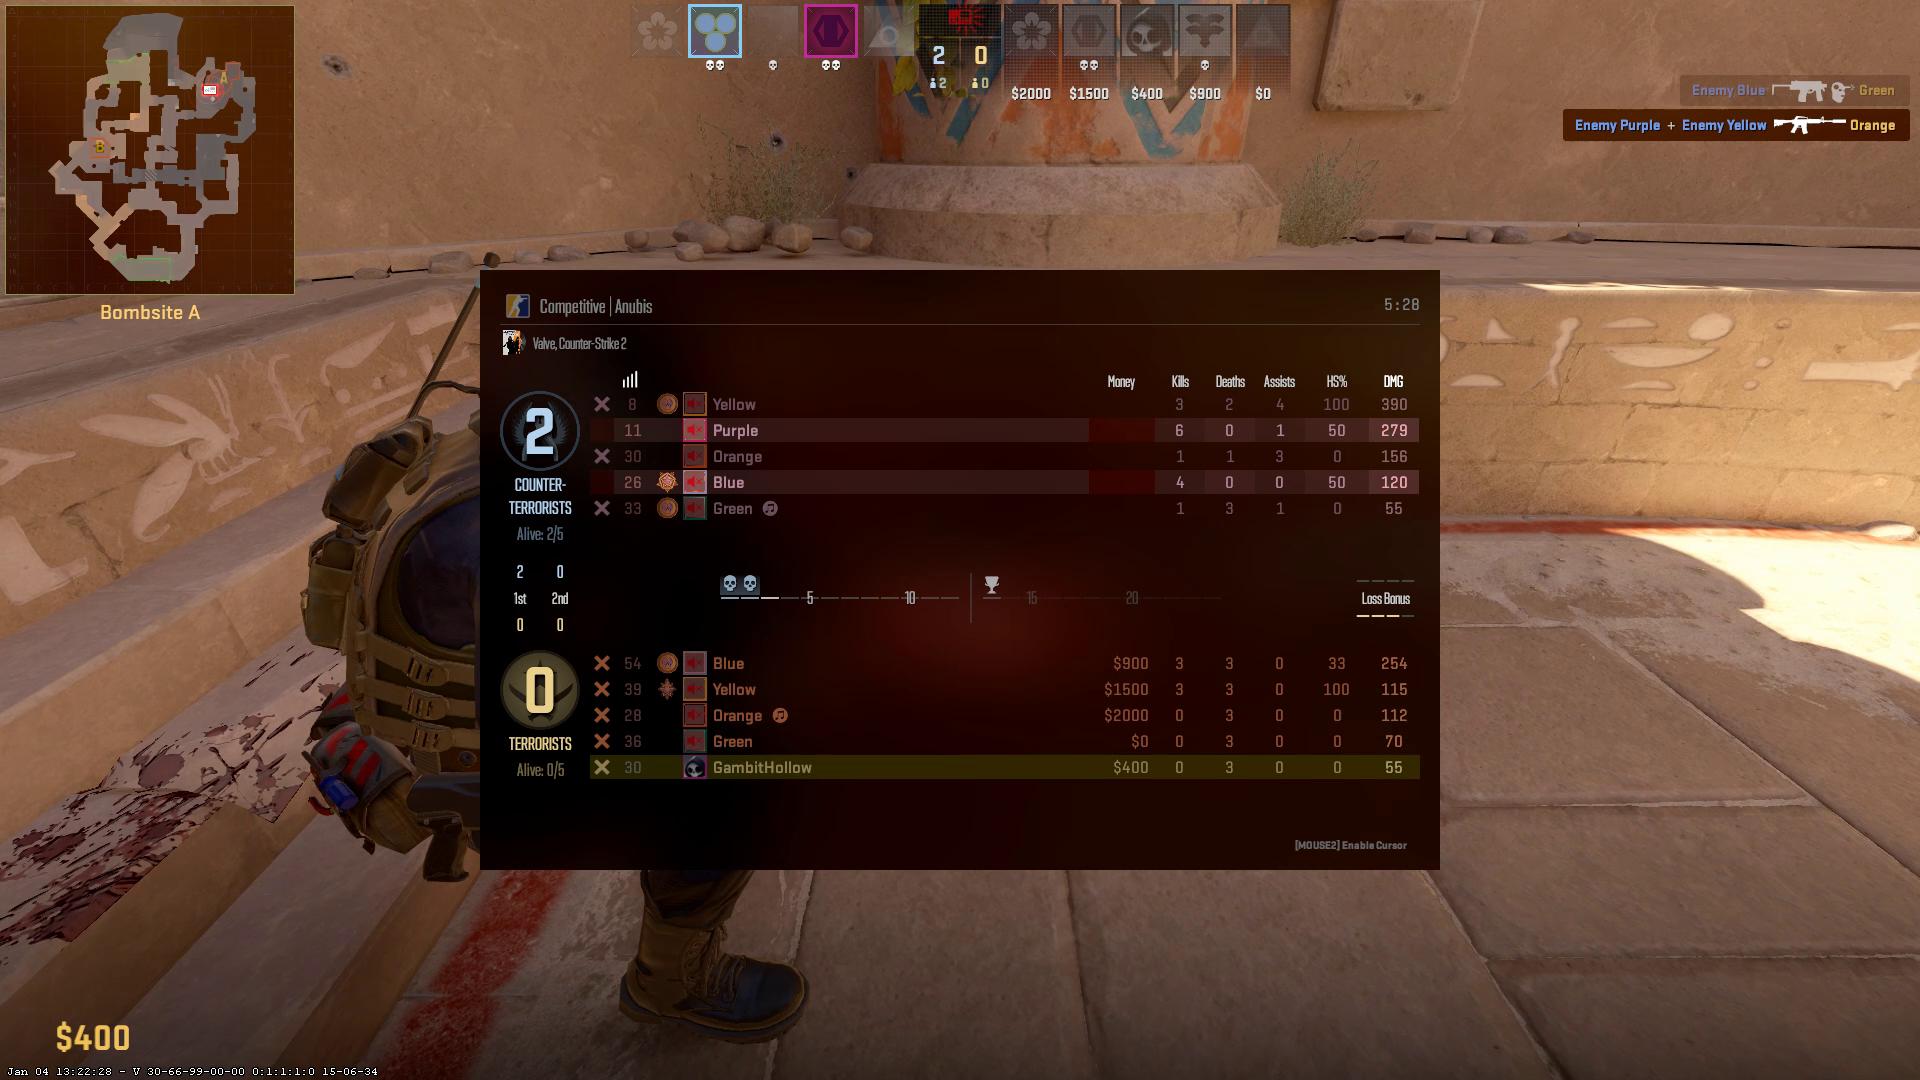 2 0
2 0
$2000 $1500 $400 $900 $0
Enemy Blue Green
Enemy Purple + Enemy Yellow Orange
A
B
Bombsite A
Competitive | Anubis 5:28
Valve, Counter-Strike 2
Money Kills Deaths Assists HS% DMG
8 Yellow 3 2 4 100 390
11 Purple 6 0 1 50 279
30 Orange 1 1 3 0 156
26 Blue 4 0 0 50 120
33 Green 1 3 1 0 55
2
COUNTER-
TERRORISTS
Alive: 2/5
2 0
1st 2nd
0 0
5 10 15 20
Loss Bonus
0
TERRORISTS
Alive: 0/5
54 Blue $900 3 3 0 33 254
39 Yellow $1500 3 3 0 100 115
28 Orange $2000 0 3 0 0 112
36 Green $0 0 3 0 0 70
30 GambitHollow $400 0 3 0 0 55
[MOUSE2] Enable Cursor
$400
Jan 04 13:22:28 - V 30-66-99-00-00 0:1:1:1:0 15-06-34